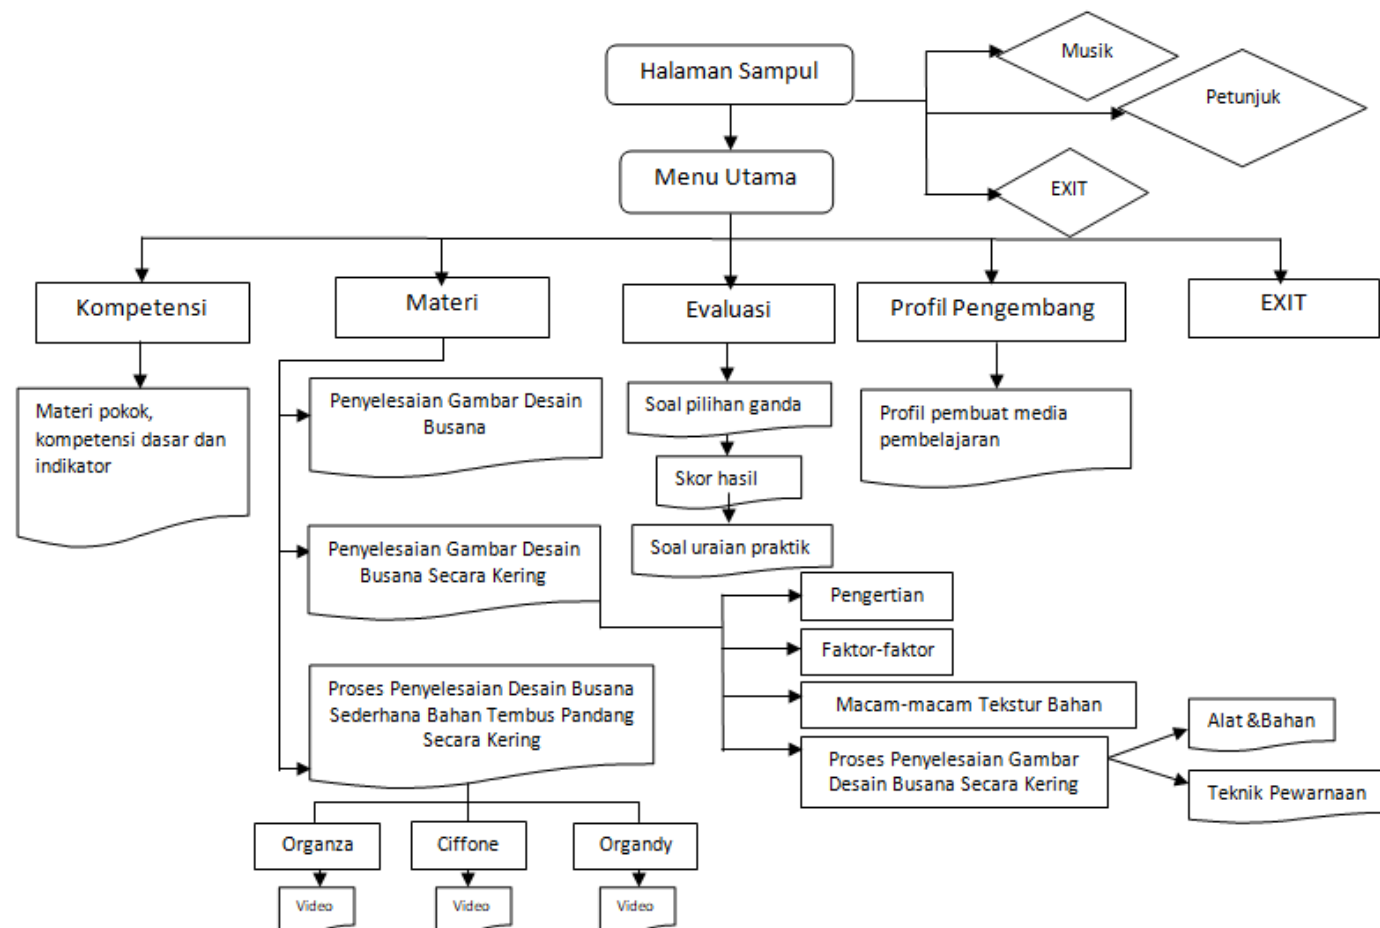 Halaman Sampul
Musik
Petunjuk
EXIT
Menu Utama
Kompetensi
Materi
Evaluasi
Profil Pengembang
EXIT
Materi pokok,
kompetensi dasar dan
indikator
Penyelesaian Gambar Desain
Busana
Penyelesaian Gambar Desain
Busana Secara Kering
Proses Penyelesaian Desain Busana
Sederhana Bahan Tembus Pandang
Secara Kering
Soal pilihan ganda
Skor hasil
Soal uraian praktik
Profil pembuat media
pembelajaran
Pengertian
Faktor-faktor
Macam-macam Tekstur Bahan
Proses Penyelesaian Gambar
Desain Busana Secara Kering
Alat &Bahan
Teknik Pewarnaan
Organza
Ciffone
Organdy
Video
Video
Video